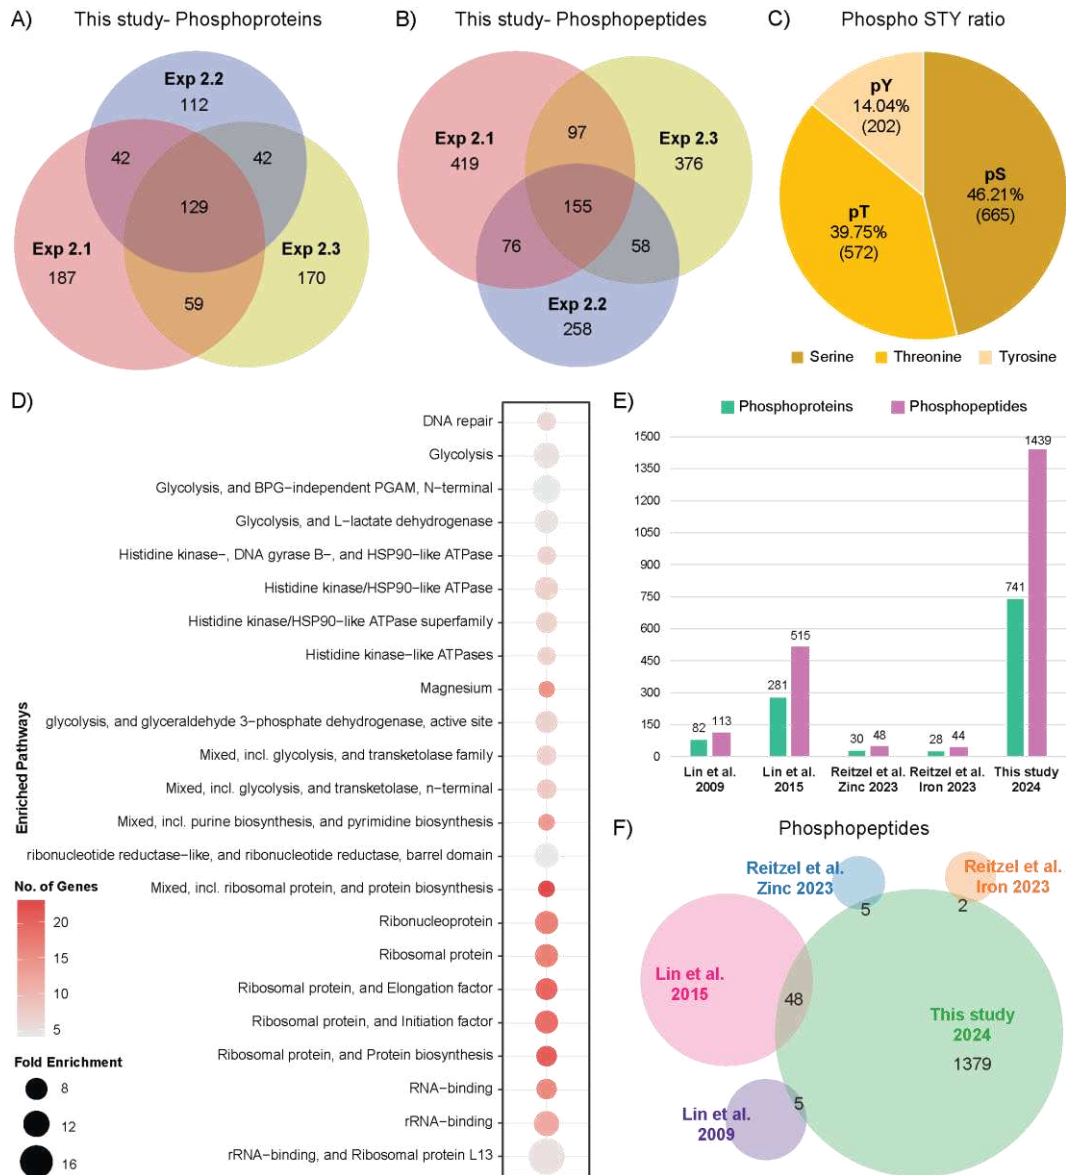 A) This study- Phosphoproteins
Exp 2.2
112
42
42
129
Exp 2.1
187
Exp 2.3
170
59
B) This study- Phosphopeptides
Exp 2.1
419
97
Exp 2.3
376
155
76
58
Exp 2.2
258
C) Phospho STY ratio
pY
14.04%
(202)
pS
46.21%
(665)
pT
39.75%
(572)
Serine Threonine Tyrosine
D)
Enriched Pathways
DNA repair
Glycolysis
Glycolysis, and BPG−independent PGAM, N−terminal
Glycolysis, and L−lactate dehydrogenase
Histidine kinase−, DNA gyrase B−, and HSP90−like ATPase
Histidine kinase/HSP90−like ATPase
Histidine kinase/HSP90−like ATPase superfamily
Histidine kinase−like ATPases
Magnesium
glycolysis, and glyceraldehyde 3−phosphate dehydrogenase, active site
Mixed, incl. glycolysis, and transketolase family
Mixed, incl. glycolysis, and transketolase, n−terminal
Mixed, incl. purine biosynthesis, and pyrimidine biosynthesis
ribonucleotide reductase−like, and ribonucleotide reductase, barrel domain
Mixed, incl. ribosomal protein, and protein biosynthesis
Ribonucleoprotein
Ribosomal protein
Ribosomal protein, and Elongation factor
Ribosomal protein, and Initiation factor
Ribosomal protein, and Protein biosynthesis
RNA−binding
rRNA−binding
rRNA−binding, and Ribosomal protein L13
No. of Genes
20
15
10
5
Fold Enrichment
8
12
16
E)
Phosphoproteins Phosphopeptides
1500
1350
1200
1050
900
750
600
450
300
150
0
82 113
281 515
30 48
28 44
741 1439
Lin et al.
2009
Lin et al.
2015
Reitzel et al.
Zinc 2023
Reitzel et al.
Iron 2023
This study
2024
F) Phosphopeptides
Reitzel et al.
Zinc 2023
5
Reitzel et al.
Iron 2023
2
Lin et al.
2015
48
This study
2024
1379
Lin et al.
2009
5